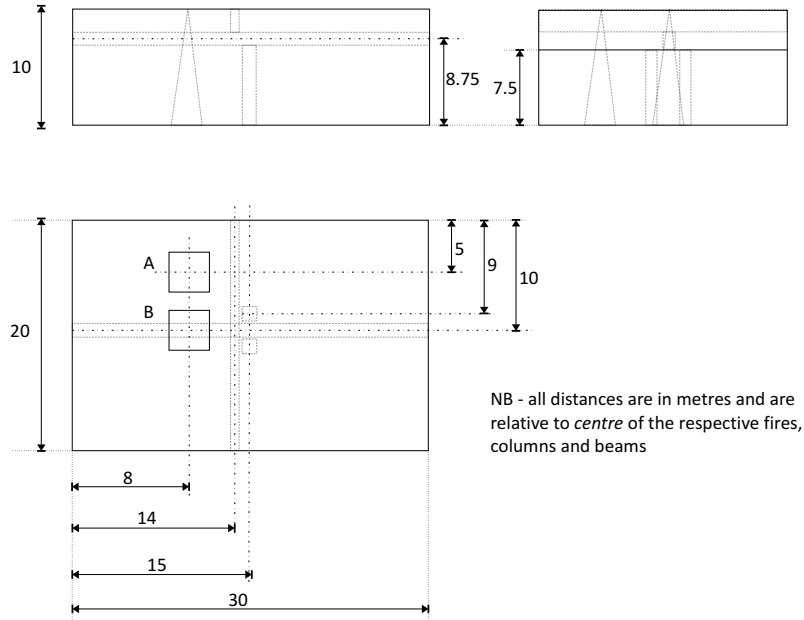 10
8.75
7.5
A
B
5
9
10
20
NB - all distances are in metres and are
relative to centre of the respective fires,
columns and beams
8
14
15
30